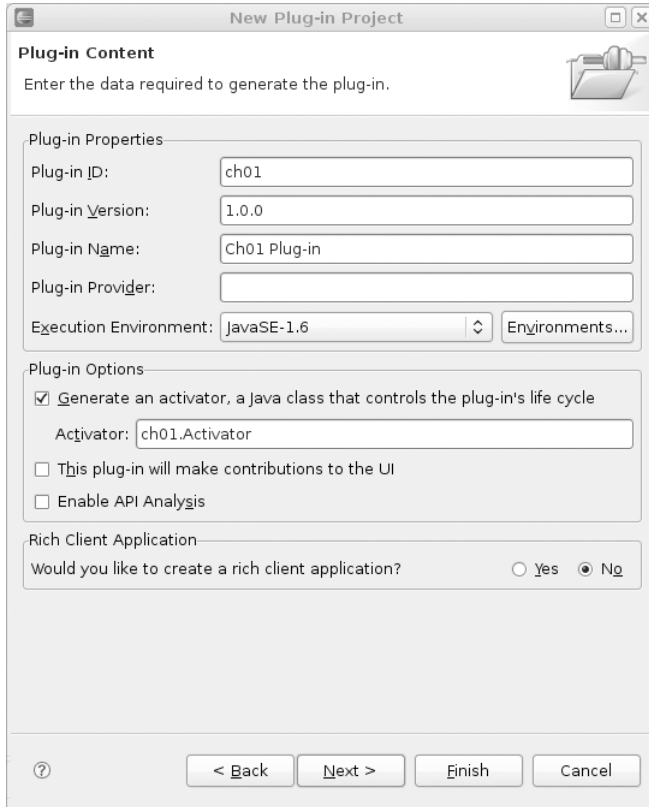 New Plug-in Project
Plug-in Content
Enter the data required to generate the plug-in.
Plug-in Properties
Plug-in ID: ch01
Plug-in Version: 1.0.0
Plug-in Name: Ch01 Plug-in
Plug-in Provider:
Execution Environment: JavaSE-1.6 Environments...
Plug-in Options
Generate an activator, a Java class that controls the plug-in's life cycle
Activator: ch01.Activator
This plug-in will make contributions to the UI
Enable API Analysis
Rich Client Application
Would you like to create a rich client application? Yes No
? < Back Next > Finish Cancel